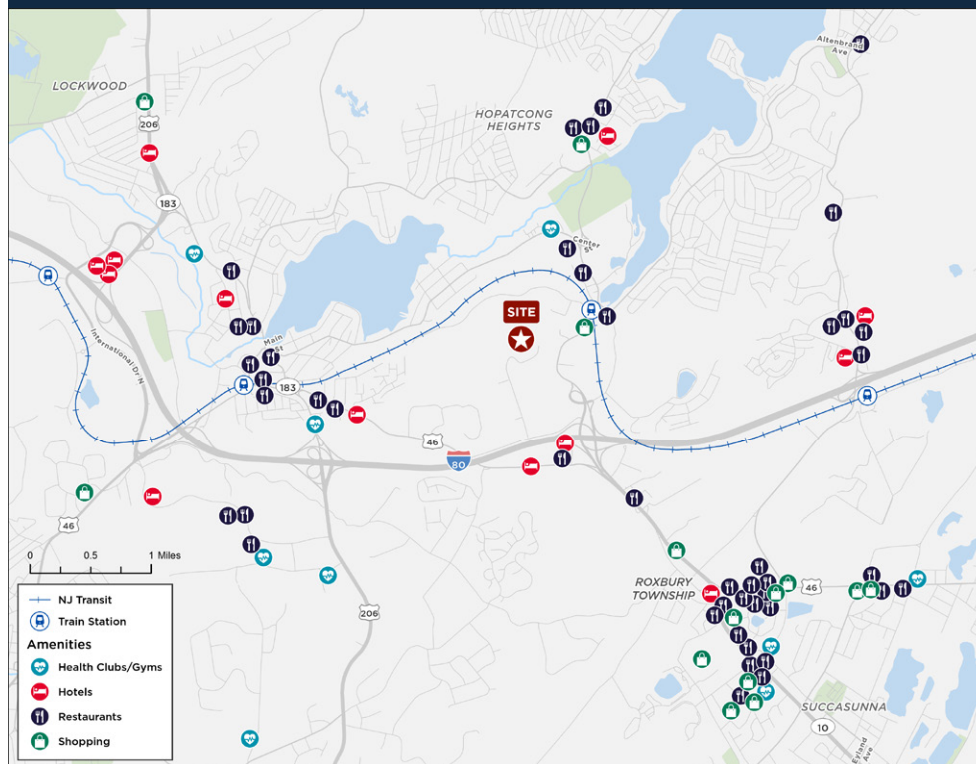 Altenbrand
Ave
LOCKWOOD
206
HOPATCONG
HEIGHTS
183
Center
St
SITE
International Dr N
Main
St
183
46
80
46
0 0.5 1 Miles
ROXBURY
TOWNSHIP
46
206
NJ Transit
Train Station
Amenities
Health Clubs/Gyms
Hotels
Restaurants
Shopping
SUCCASUNNA
10
Eyland
Ave